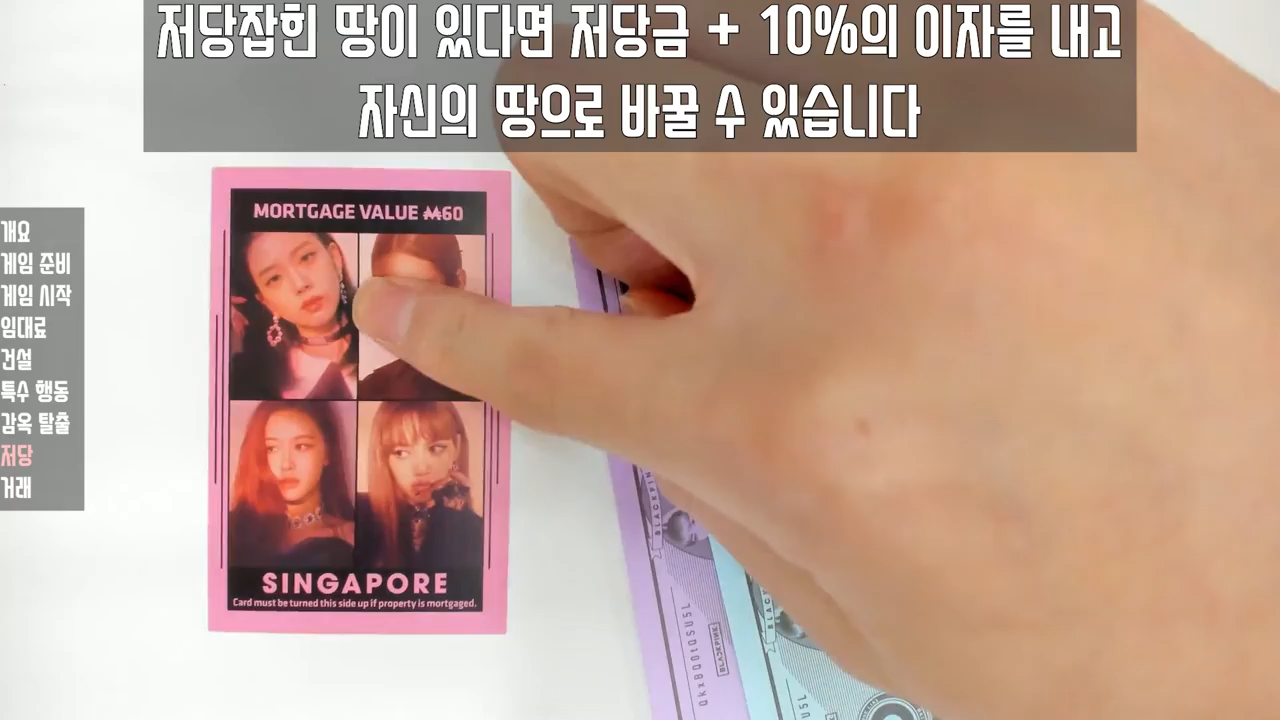 저당잡힌 땅이 있다면 저당금 + 10%의 이자를 내고
자신의 땅으로 바꿀 수 있습니다
개요
게임 준비
게임 시작
임대료
건설
특수 행동
감옥 탈출
저당
거래
MORTGAGE VALUE ₩60
SINGAPORE
Card must be turned this side up if property is mortgaged.
BLACKPINK